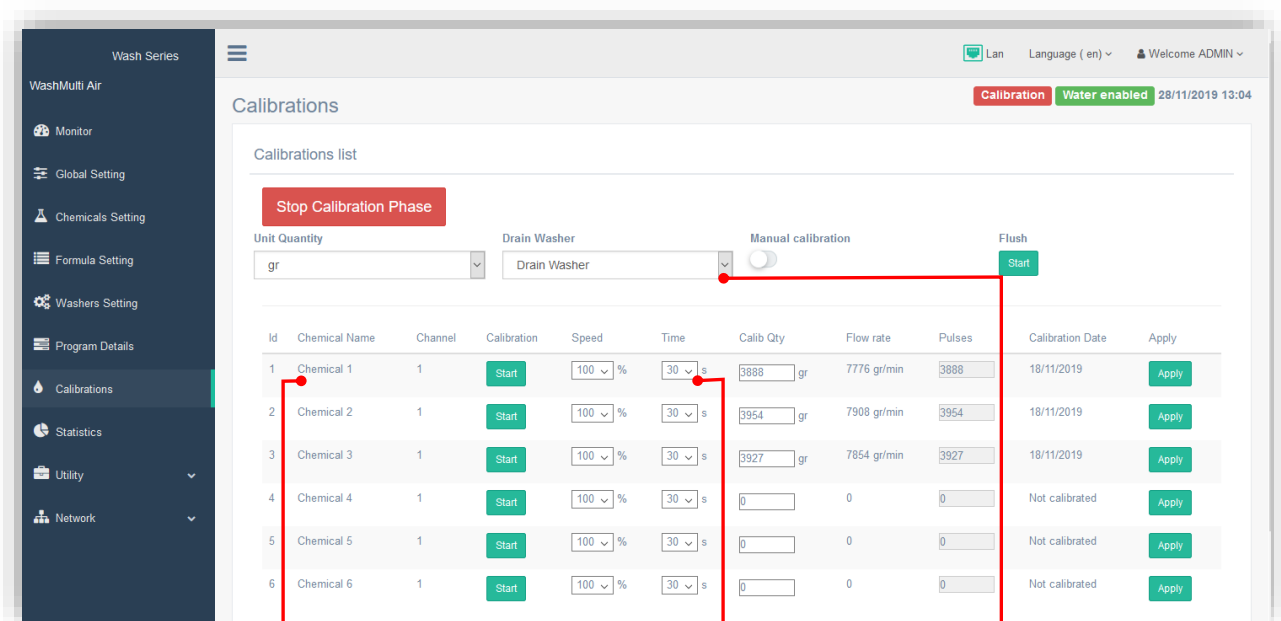 Wash Series
Lan Language ( en) Welcome ADMIN
WashMulti Air
Calibration Water enabled 28/11/2019 13:04
Calibrations
Monitor
Global Setting
Chemicals Setting
Formula Setting
Washers Setting
Program Details
Calibrations
Statistics
Utility
Network
Calibrations list
Stop Calibration Phase
Unit Quantity Drain Washer Manual calibration Flush
gr Drain Washer Start
Id Chemical Name Channel Calibration Speed Time Calib Qty Flow rate Pulses Calibration Date Apply
1 Chemical 1 1 Start 100 % 30 s 3888 gr 7776 gr/min 3888 18/11/2019 Apply
2 Chemical 2 1 Start 100 % 30 s 3954 gr 7908 gr/min 3954 18/11/2019 Apply
3 Chemical 3 1 Start 100 % 30 s 3927 gr 7854 gr/min 3927 18/11/2019 Apply
4 Chemical 4 1 Start 100 % 30 s 0 0 0 Not calibrated Apply
5 Chemical 5 1 Start 100 % 30 s 0 0 0 Not calibrated Apply
6 Chemical 6 1 Start 100 % 30 s 0 0 0 Not calibrated Apply